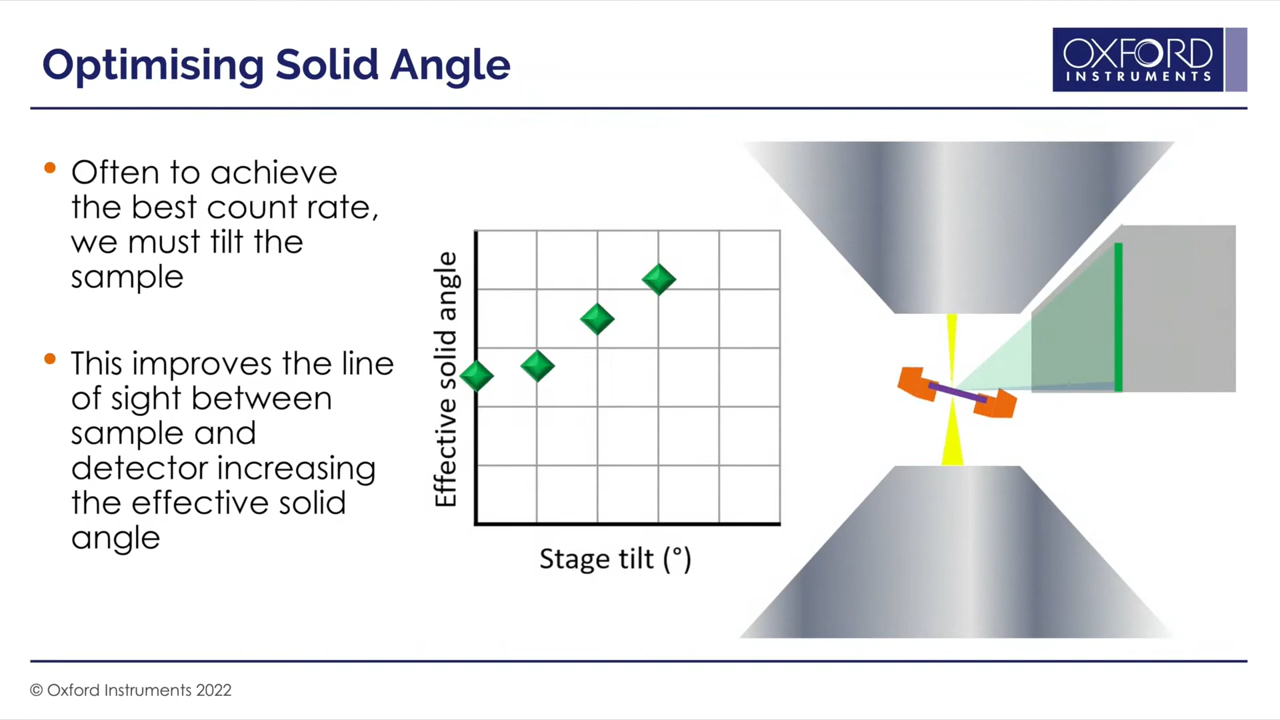 Optimising Solid Angle
OXFORD
INSTRUMENTS
• Often to achieve
the best count rate,
we must tilt the
sample
• This improves the line
of sight between
sample and
detector increasing
the effective solid
angle
Effective solid angle
Stage tilt (°)
© Oxford Instruments 2022